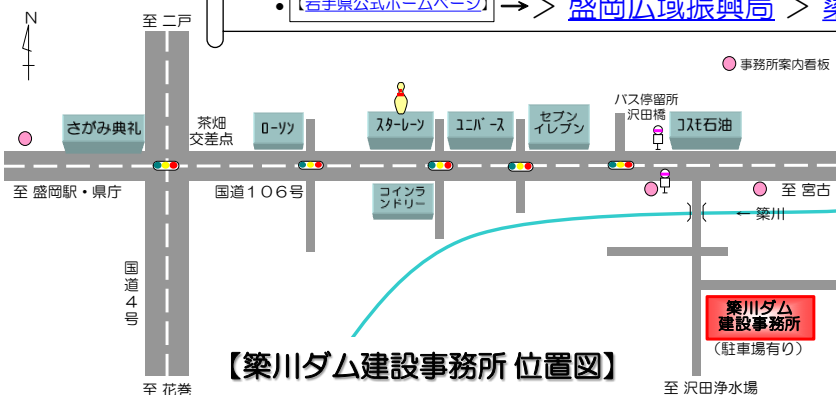 ・【岩手県公式ホームページ】→＞ 盛岡広域振興局 ＞
N
至 二戸
事務所案内看板
さがみ典礼
茶畑
交差点
ﾛｰｿﾝ
ｽﾀｰﾚｰﾝ
ﾕﾆﾊﾞｰｽ
セブン
イレブン
バス停留所
沢田橋
ｺｽﾓ石油
至 盛岡駅・県庁
国道１０６号
コインラ
ンドリー
至 宮古
← 簗川
国道４号
簗川ダム
建設事務所
（駐車場有り）
【簗川ダム建設事務所 位置図】
至 花巻
至 沢田浄水場